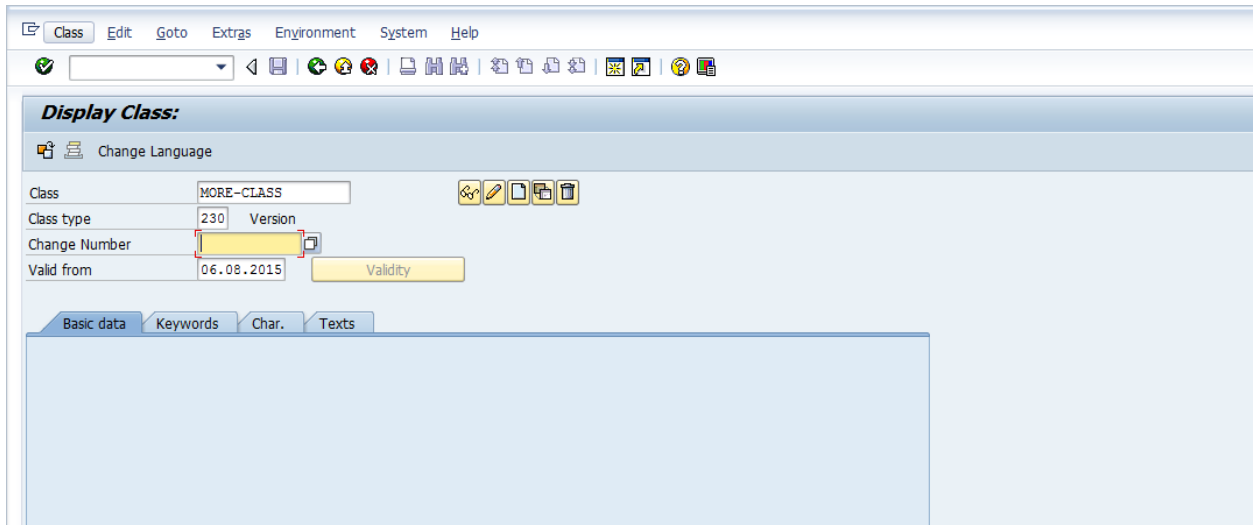 Class Edit Goto Extras Environment System Help
Display Class:
Change Language
Class MORE-CLASS
Class type 230 Version
Change Number
Valid from 06.08.2015 Validity
Basic data Keywords Char. Texts